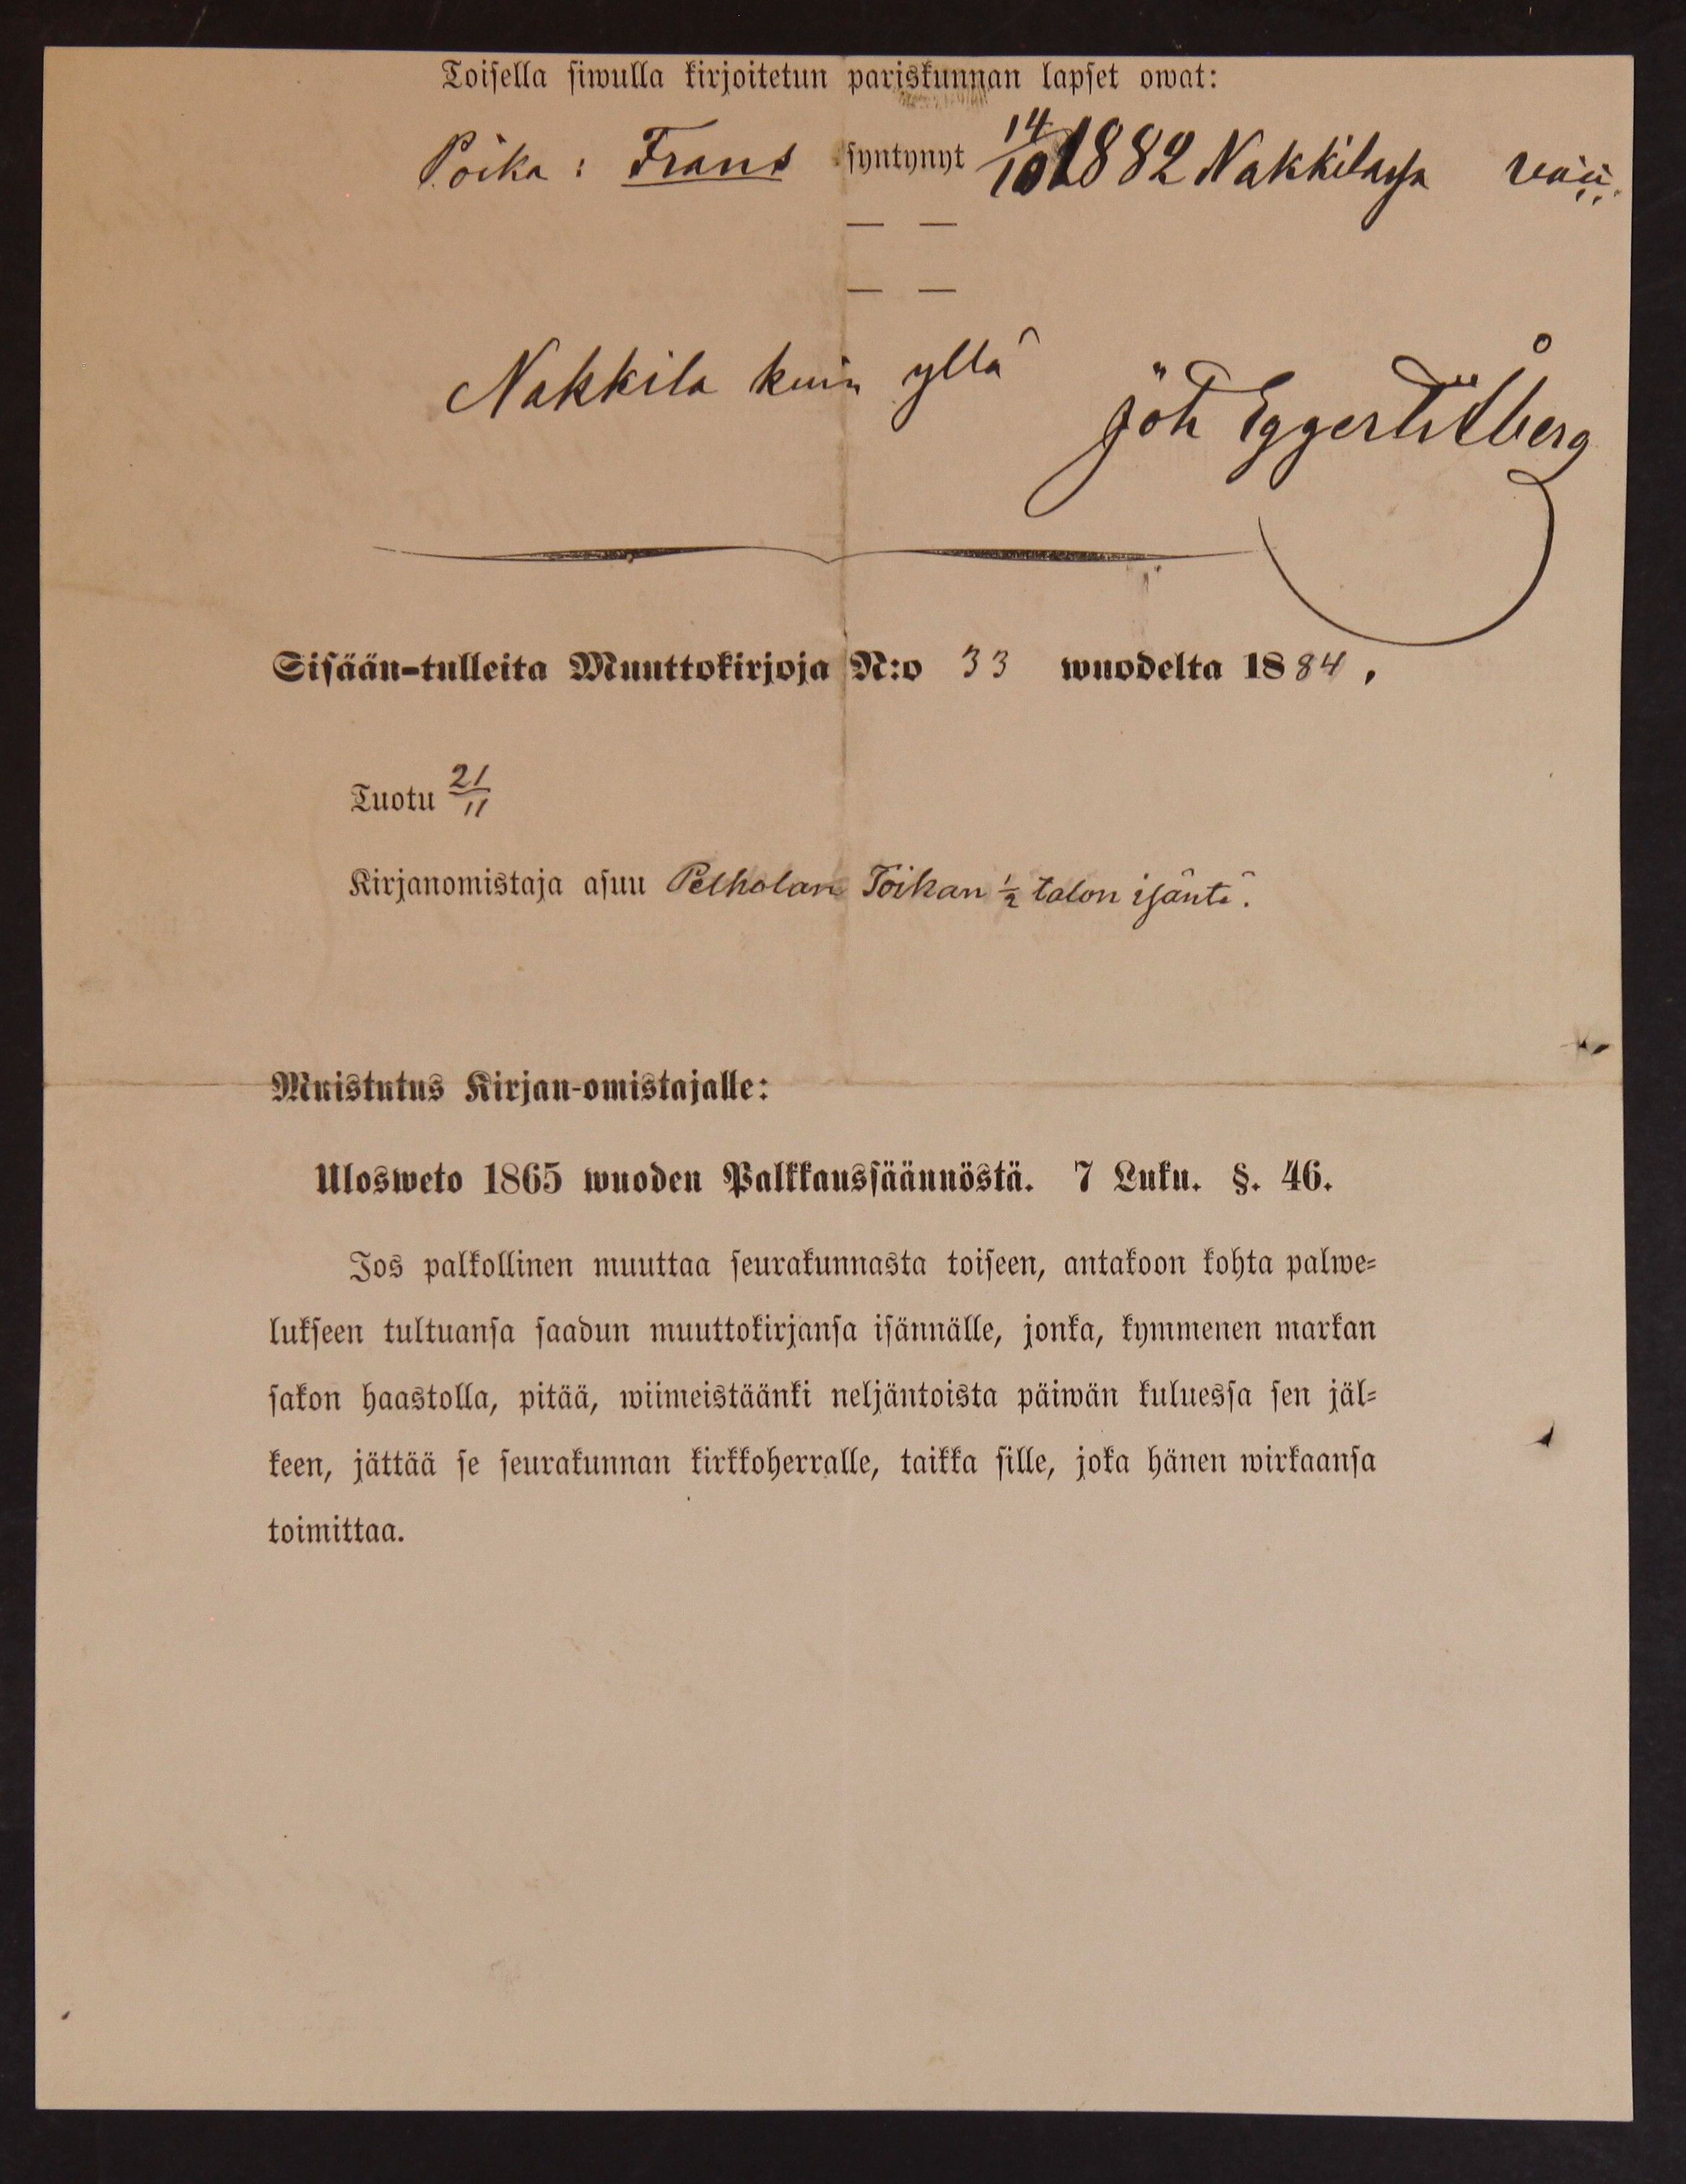 Toisella siwulla kirjoitetun pariskunnan lapset owat:
Poika: Frans syntynyt 14/10 1882 Nakkilassa
— —
— —
Nakkila kuin yllä
Joh Eggert Åberg
Sisään-tulleita Muuttokirjoja N:o 33 wuodelta 1884,
Tuotu 21/11
Kirjanomistaja asuu Pelholan Toikan ½ talon isäntä.
Muistutus Kirjan-omistajalle:
Ulosweto 1865 wuoden Palkkaussäännöstä. 7 Luku. §. 46.
Jos palkollinen muuttaa seurakunnasta toiseen, antakoon kohta palwe-
lukseen tultuansa saadun muuttokirjansa isännälle, jonka, kymmenen markan
sakon haastolla, pitää, wiimeistäänki neljäntoista päiwän kuluessa sen jäl-
keen, jättää se seurakunnan kirkkoherralle, taikka sille, joka hänen wirkaansa
toimittaa.